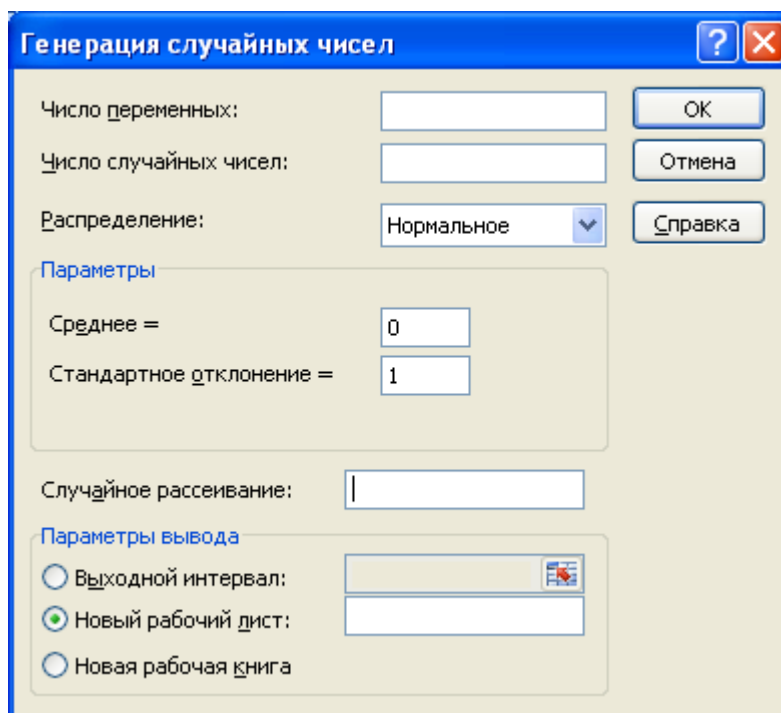 Генерация случайных чисел
Число переменных:
OK
Число случайных чисел:
Отмена
Распределение:
Нормальное
Справка
Параметры
Среднее =
0
Стандартное отклонение =
1
Случайное рассеивание:
Параметры вывода
Выходной интервал:
Новый рабочий лист:
Новая рабочая книга